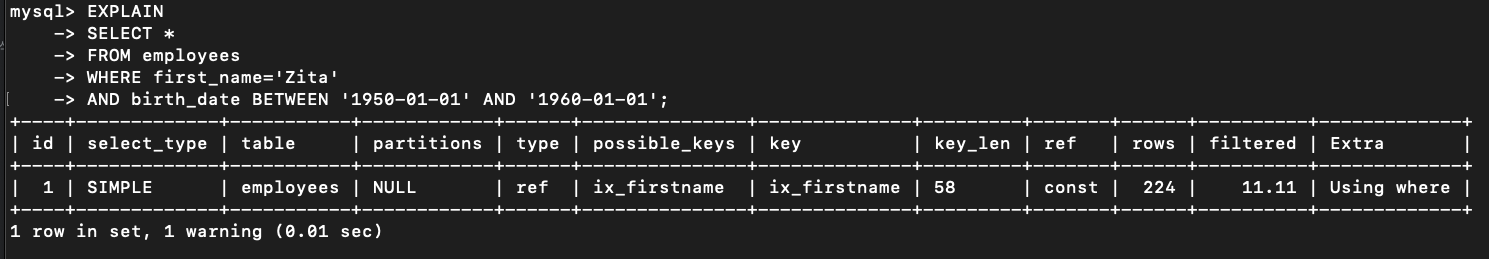 mysql> EXPLAIN
    -> SELECT *
    -> FROM employees
    -> WHERE first_name='Zita'
    -> AND birth_date BETWEEN '1950-01-01' AND '1960-01-01';
+----+-------------+-----------+------------+------+---------------+--------------+---------+-------+------+----------+-------------+
| id | select_type | table     | partitions | type | possible_keys | key          | key_len | ref   | rows | filtered | Extra       |
+----+-------------+-----------+------------+------+---------------+--------------+---------+-------+------+----------+-------------+
|  1 | SIMPLE      | employees | NULL       | ref  | ix_firstname  | ix_firstname | 58      | const |  224 |    11.11 | Using where |
+----+-------------+-----------+------------+------+---------------+--------------+---------+-------+------+----------+-------------+
1 row in set, 1 warning (0.01 sec)